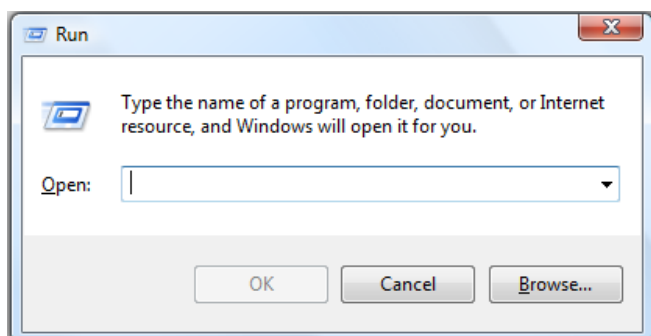 Run
Type the name of a program, folder, document, or Internet
resource, and Windows will open it for you.
Open:
OK Cancel Browse...